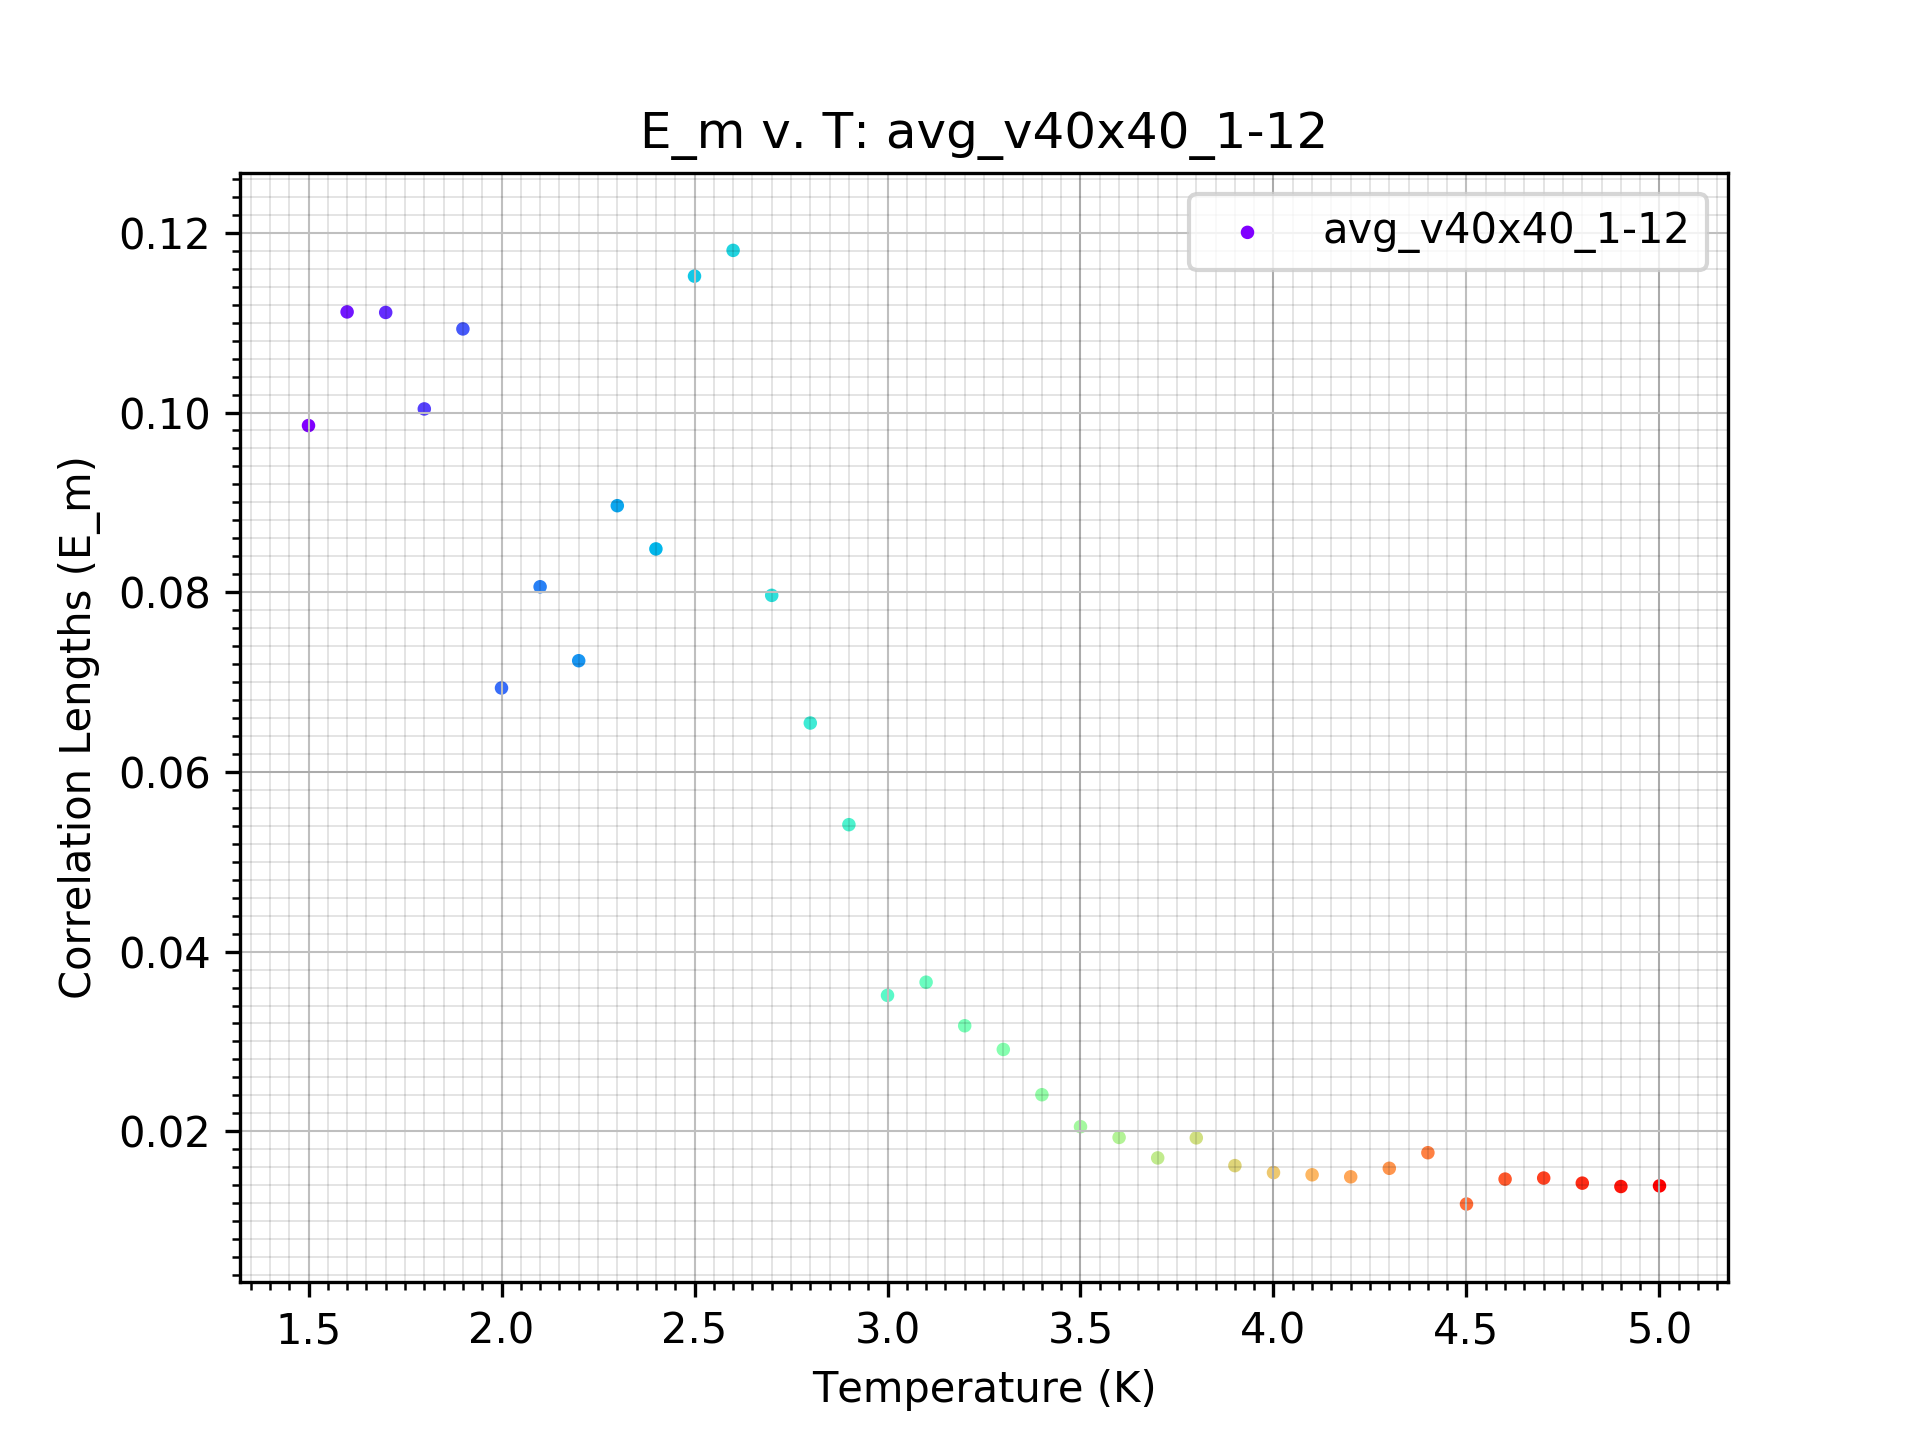 E_m v. T: avg_v40x40_1-12
avg_v40x40_1-12
Correlation Lengths (E_m)
0.12
0.10
0.08
0.06
0.04
0.02
1.5 2.0 2.5 3.0 3.5 4.0 4.5 5.0
Temperature (K)